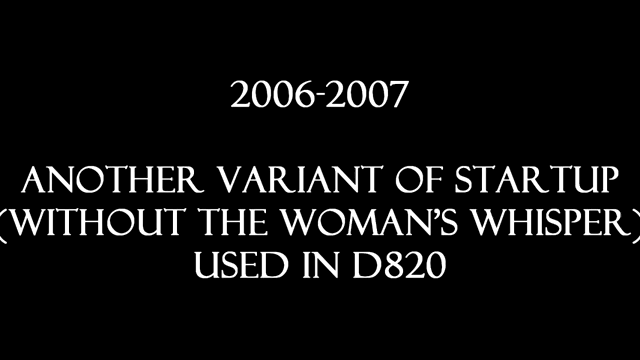 2006-2007
ANOTHER VARIANT OF STARTUP
(WITHOUT THE WOMAN'S WHISPER)
USED IN D820